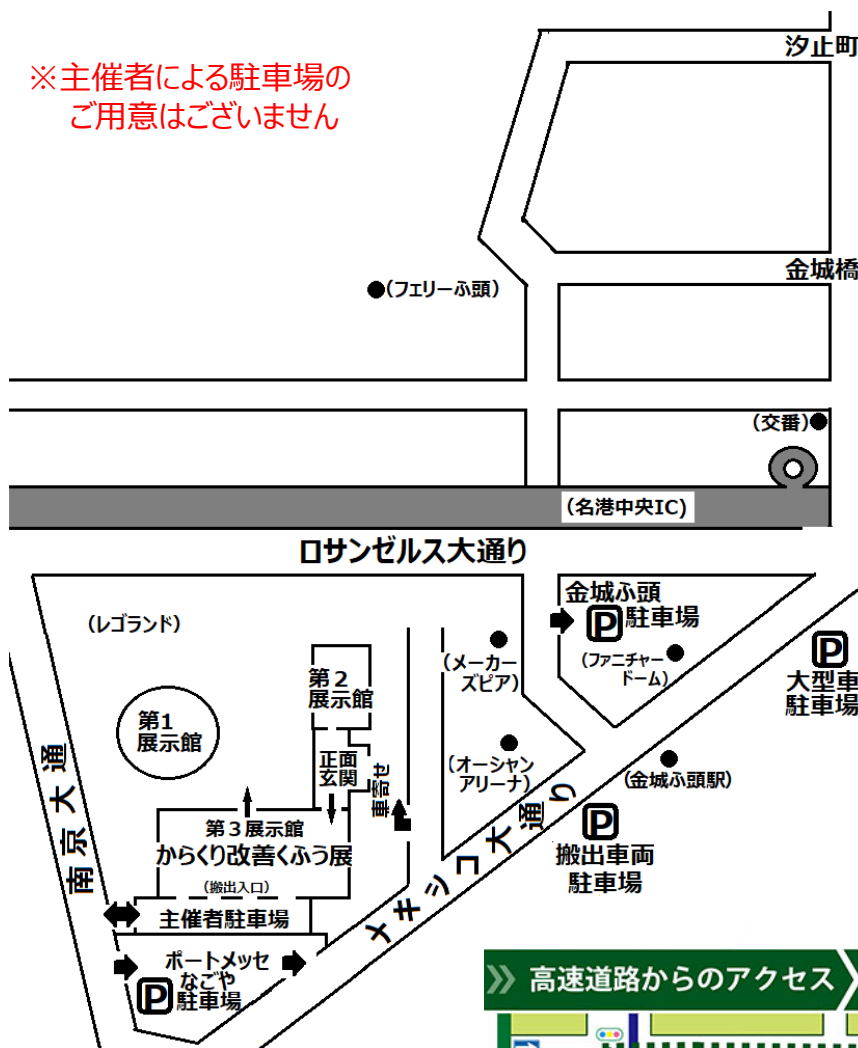 ※主催者による駐車場の
ご用意はございません
汐止町
金城橋
(フェリーふ頭)
(交番)
(名港中央IC)
ロサンゼルス大通り
(レゴランド)
金城ふ頭
P 駐車場
(ファニチャー
ドーム)
P
大型車
駐車場
(メーカー
ズピア)
第2
展示館
第1
展示館
正面
玄関
車寄せ
(オーシャン
アリーナ)
(金城ふ頭駅)
南京大通
第3展示館
からくり改善くふう展
(搬出入口)
主催者駐車場
メキシコ大通り
P
搬出車両
駐車場
ポートメッセ
なごや
P 駐車場
高速道路からのアクセス